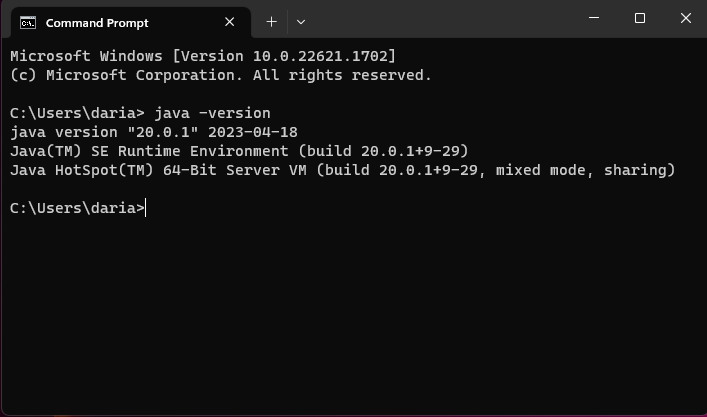 Command Prompt
Microsoft Windows [Version 10.0.22621.1702]
(c) Microsoft Corporation. All rights reserved.
C:\Users\daria> java -version
java version "20.0.1" 2023-04-18
Java(TM) SE Runtime Environment (build 20.0.1+9-29)
Java HotSpot(TM) 64-Bit Server VM (build 20.0.1+9-29, mixed mode, sharing)
C:\Users\daria>